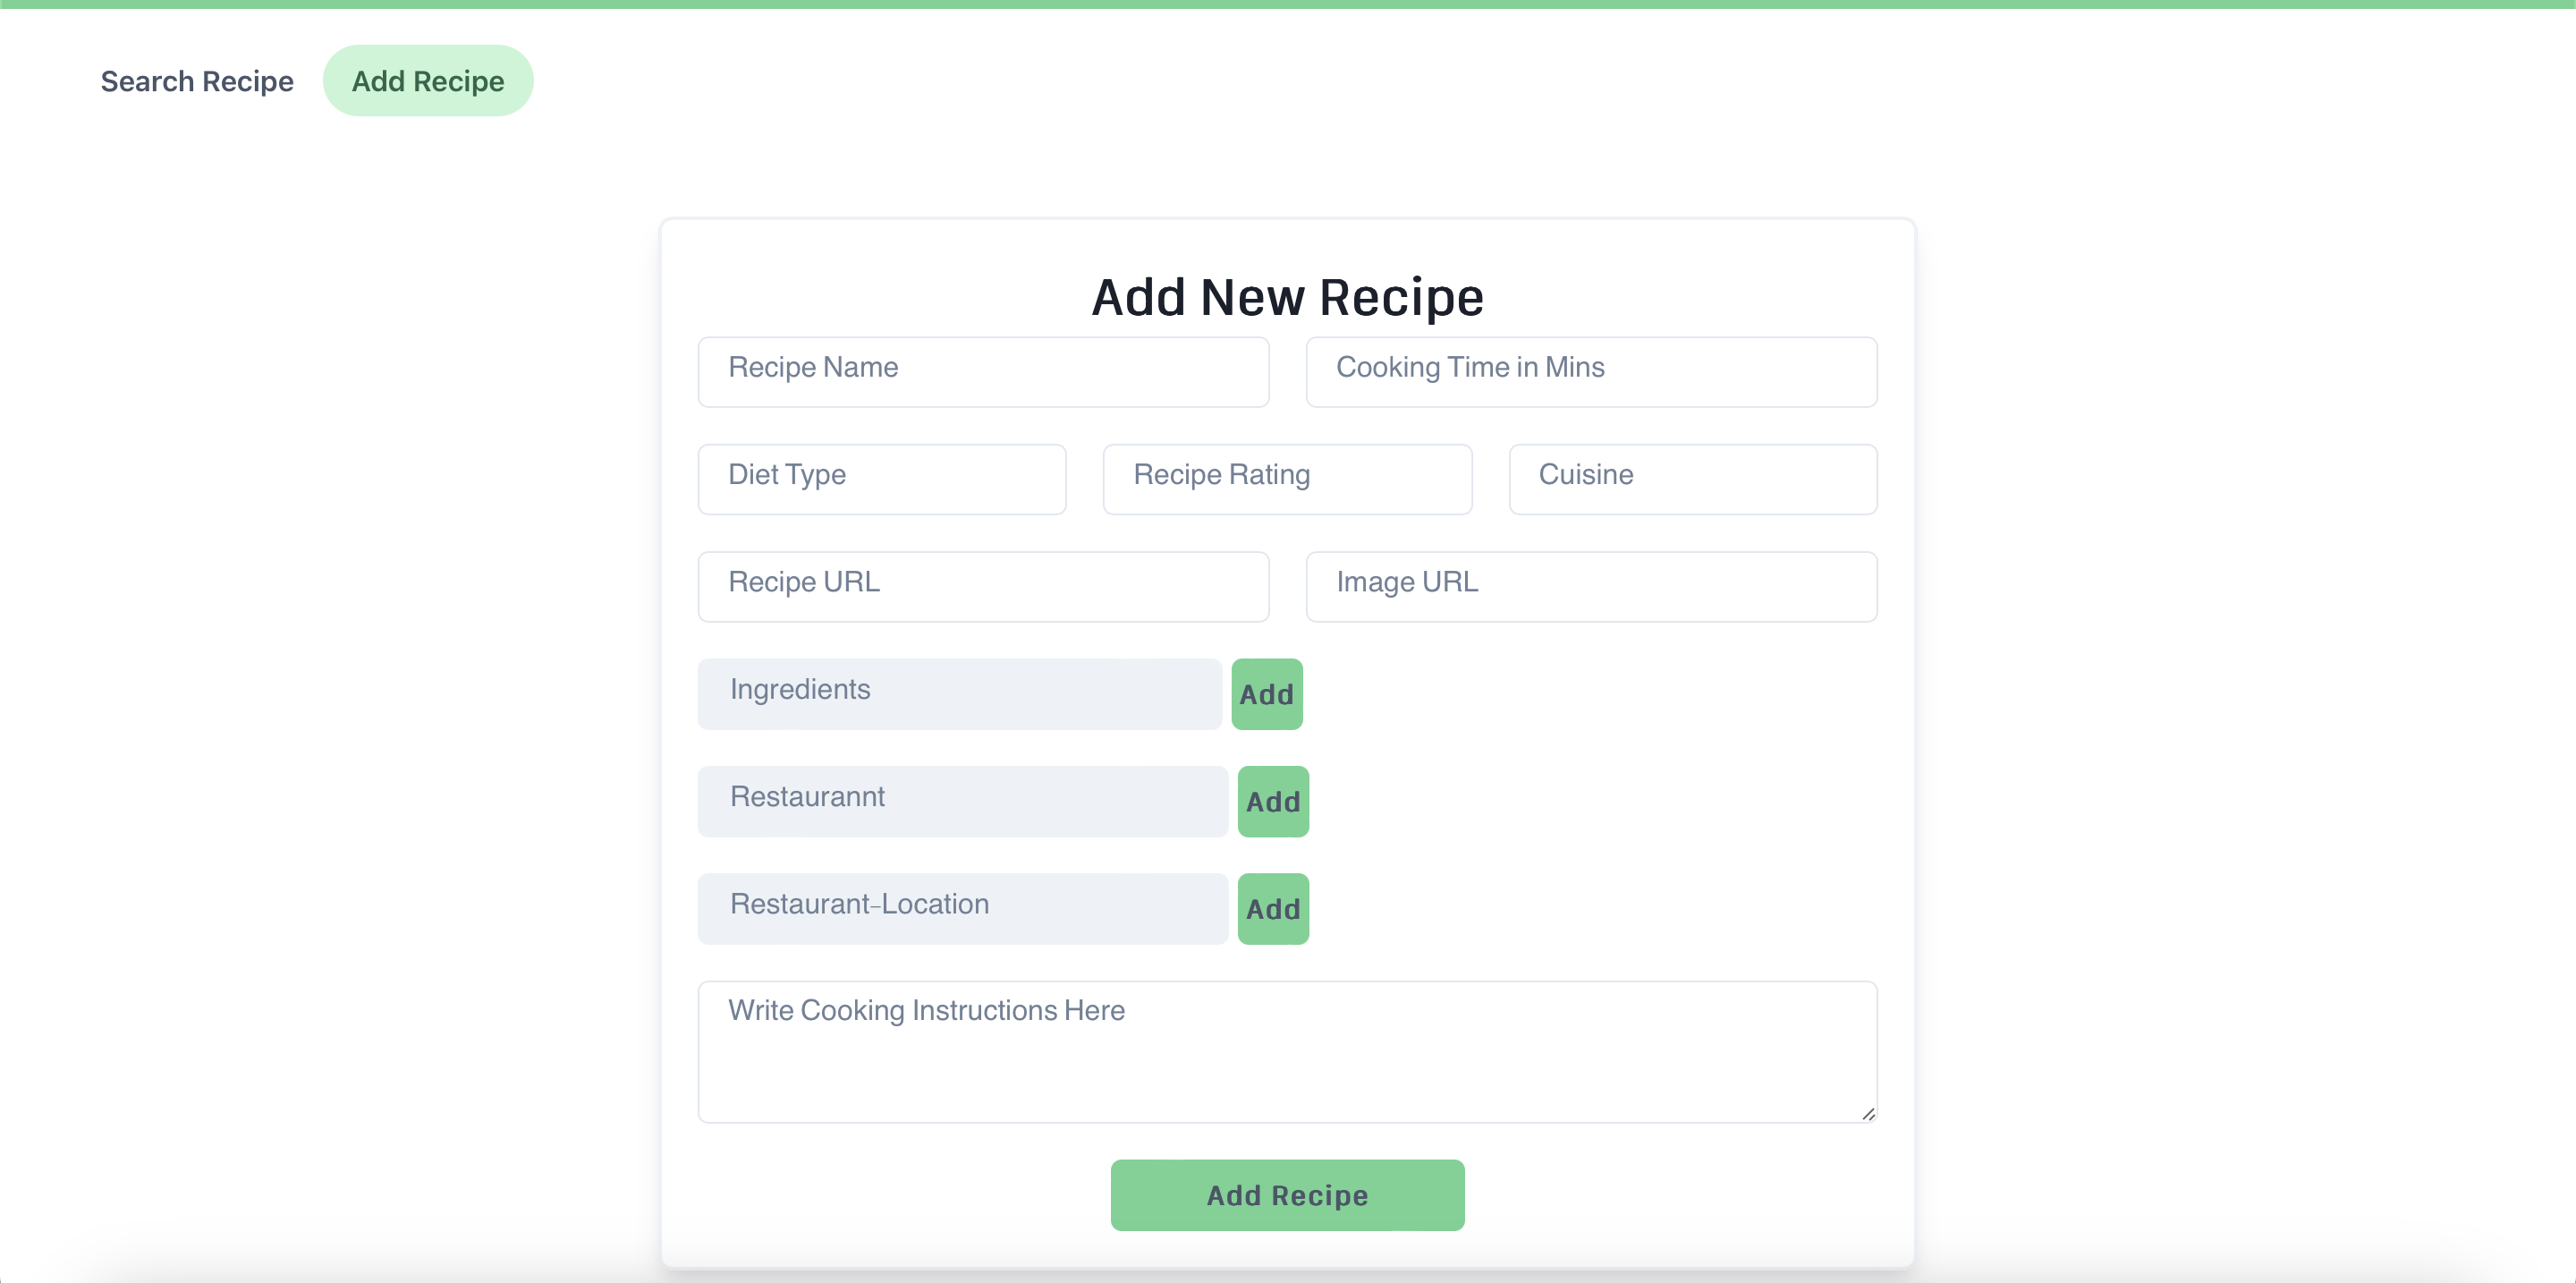 Search Recipe Add Recipe
Add New Recipe
Recipe Name Cooking Time in Mins
Diet Type Recipe Rating Cuisine
Recipe URL Image URL
Ingredients Add
Restaurannt Add
Restaurant-Location Add
Write Cooking Instructions Here
Add Recipe